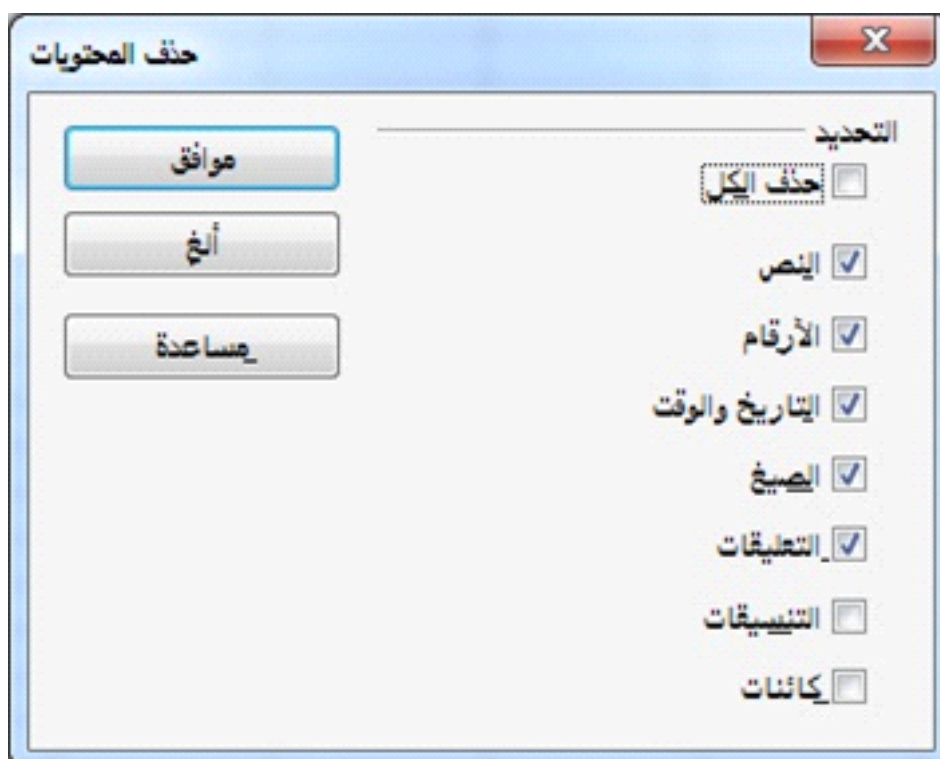 حذف المحتويات
التحديد
حذف الكل
النص
الأرقام
التاريخ والوقت
الصيغ
التعليقات
التنسيقات
كائنات
موافق
ألغ
مساعدة